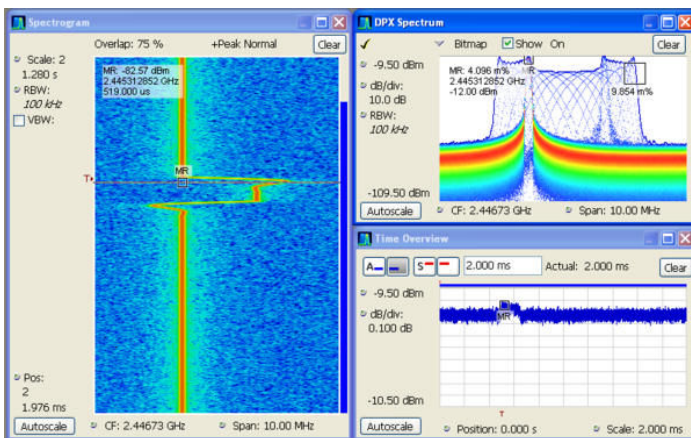 Spectrogram
Overlap: 75 %
+Peak Normal
Clear
Scale: 2
1.280 s
RBW:
100 kHz
VBW:
MR: -82.57 dBm
2.445312852 GHz
519.000 us
MR
T
Pos:
2
1.976 ms
Autoscale
CF: 2.44673 GHz
Span: 10.00 MHz
DPX Spectrum
Bitmap
Show
On
Clear
-9.50 dBm
dB/div:
10.0 dB
RBW:
100 kHz
MR: 4.096 m%
2.445312852 GHz
-12.00 dBm
MR
9.854 m%
-109.50 dBm
Autoscale
CF: 2.44673 GHz
Span: 10.00 MHz
Time Overview
A
S
2.000 ms
Actual: 2.000 ms
Clear
-9.50 dBm
dB/div:
0.100 dB
MR
-10.50 dBm
T
Autoscale
Position: 0.000 s
Scale: 2.000 ms